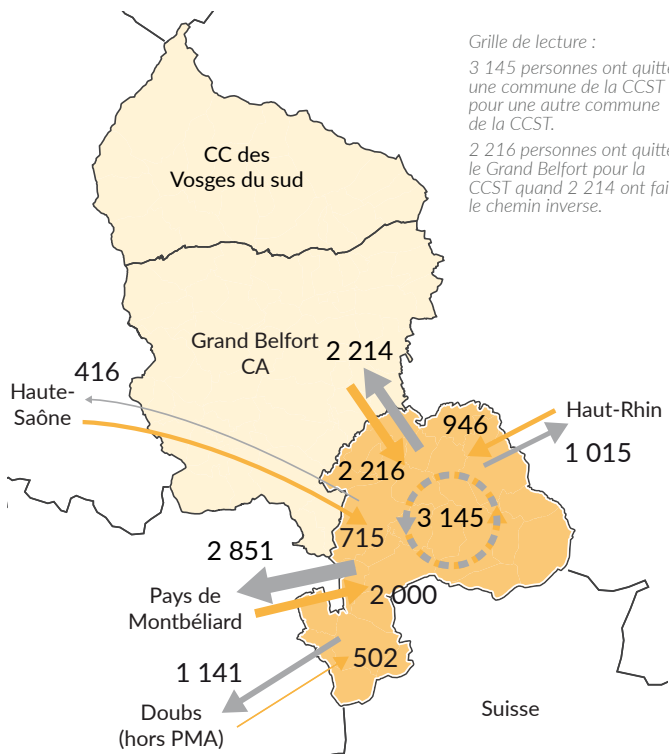 Grille de lecture :
3 145 personnes ont quitté
une commune de la CCST
pour une autre commune
de la CCST.
2 216 personnes ont quitté
le Grand Belfort pour la
CCST quand 2 214 ont fai
le chemin inverse.
CC des
Vosges du sud
Grand Belfort
CA
2 214
416
Haute-
Saône
946
Haut-Rhin
1 015
2 216
3 145
715
2 851
Pays de
Montbéliard
2 000
1 141
502
Doubs
(hors PMA)
Suisse